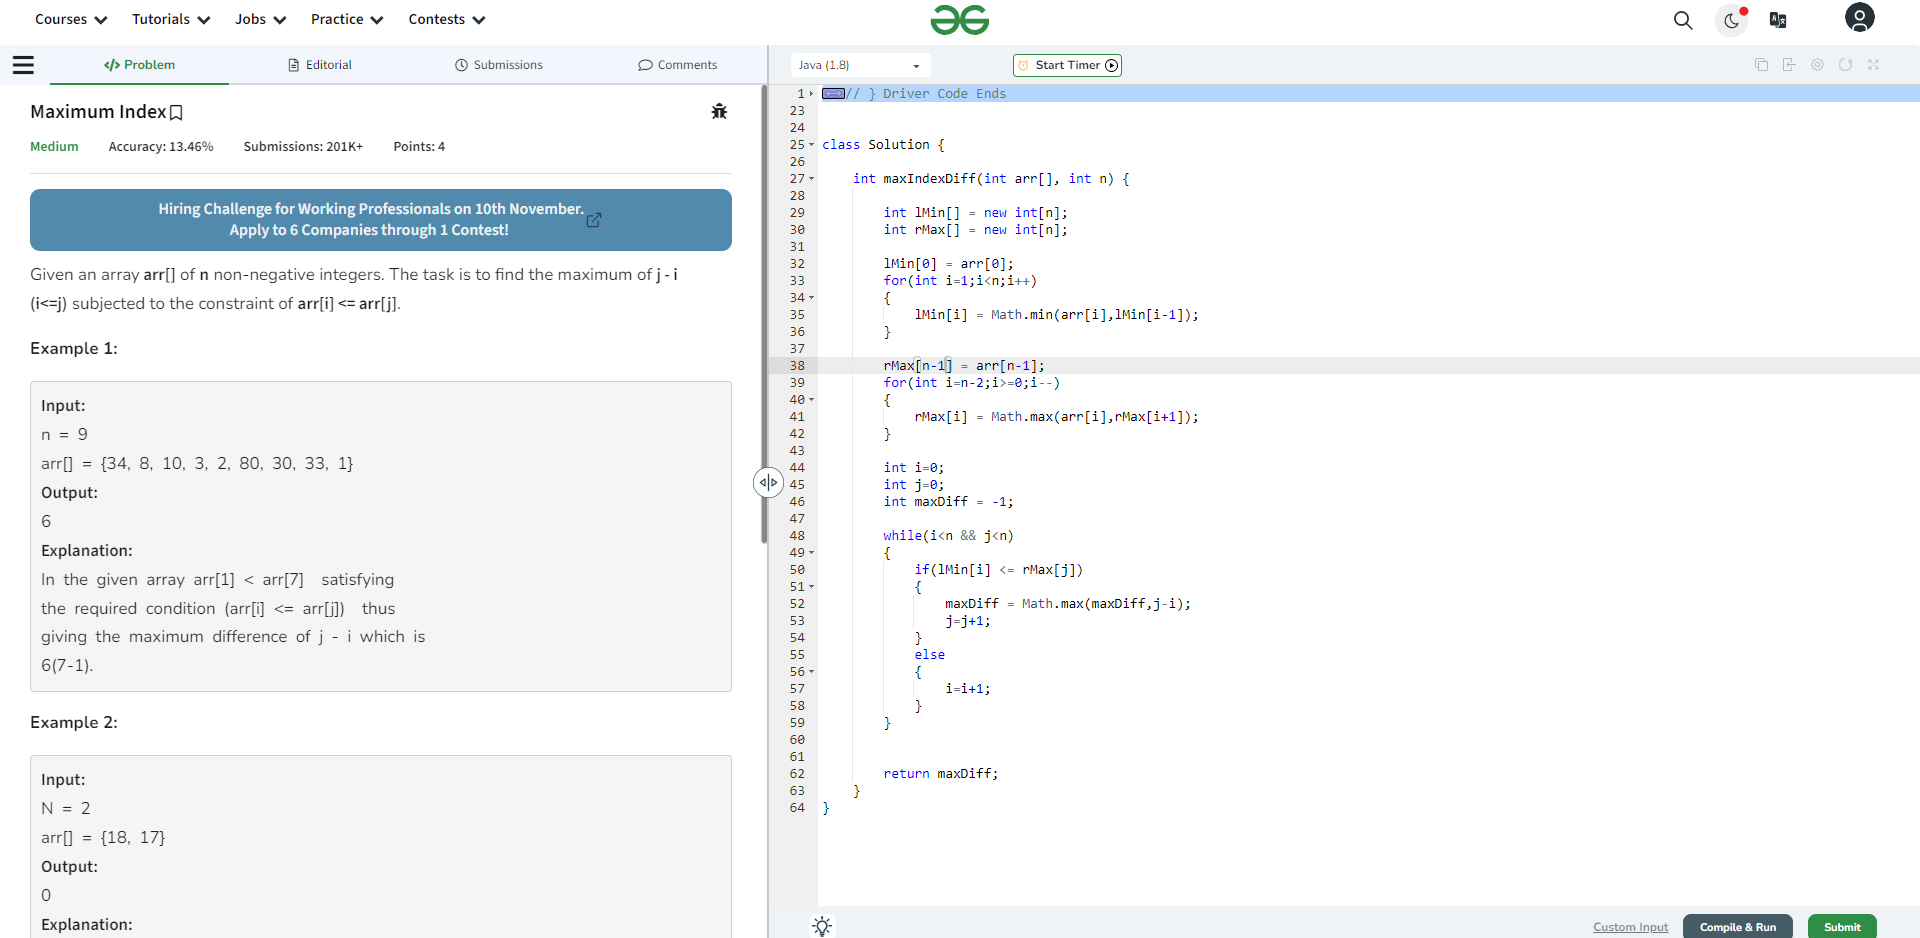 Courses Tutorials Jobs Practice Contests
Problem Editorial Submissions Comments
Maximum Index
Medium Accuracy: 13.46% Submissions: 201K+ Points: 4
Hiring Challenge for Working Professionals on 10th November.
Apply to 6 Companies through 1 Contest!
Given an array arr[] of n non-negative integers. The task is to find the maximum of j - i
(i<=j) subjected to the constraint of arr[i] <= arr[j].
Example 1:
Input:
n = 9
arr[] = {34, 8, 10, 3, 2, 80, 30, 33, 1}
Output:
6
Explanation:
In the given array arr[1] < arr[7] satisfying
the required condition (arr[i] <= arr[j]) thus
giving the maximum difference of j - i which is
6(7-1).
Example 2:
Input:
N = 2
arr[] = {18, 17}
Output:
0
Explanation:
Java (1.8) Start Timer
1 // } Driver Code Ends
23
24
25 class Solution {
26
27 int maxIndexDiff(int arr[], int n) {
28
29 int lMin[] = new int[n];
30 int rMax[] = new int[n];
31
32 lMin[0] = arr[0];
33 for(int i=1;i<n;i++)
34 {
35 lMin[i] = Math.min(arr[i],lMin[i-1]);
36 }
37
38 rMax[n-1] = arr[n-1];
39 for(int i=n-2;i>=0;i--)
40 {
41 rMax[i] = Math.max(arr[i],rMax[i+1]);
42 }
43
44 int i=0;
45 int j=0;
46 int maxDiff = -1;
47
48 while(i<n && j<n)
49 {
50 if(lMin[i] <= rMax[j])
51 {
52 maxDiff = Math.max(maxDiff,j-i);
53 j=j+1;
54 }
55 else
56 {
57 i=i+1;
58 }
59 }
60
61
62 return maxDiff;
63 }
64 }
Custom Input Compile & Run Submit